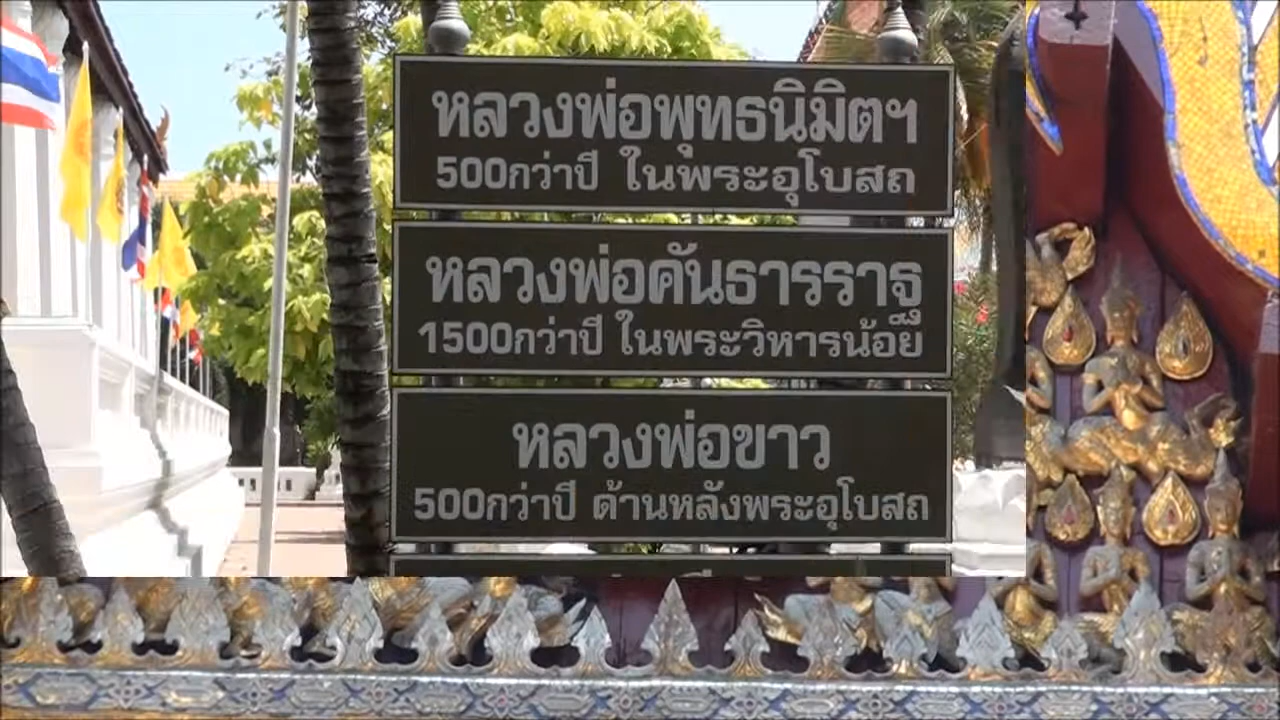 หลวงพ่อพุทธนิมิตฯ
500กว่าปี ในพระอุโบสถ
หลวงพ่อคันธารราฐ
1500กว่าปี ในพระวิหารน้อย
หลวงพ่อขาว
500กว่าปี ด้านหลังพระอุโบสถ